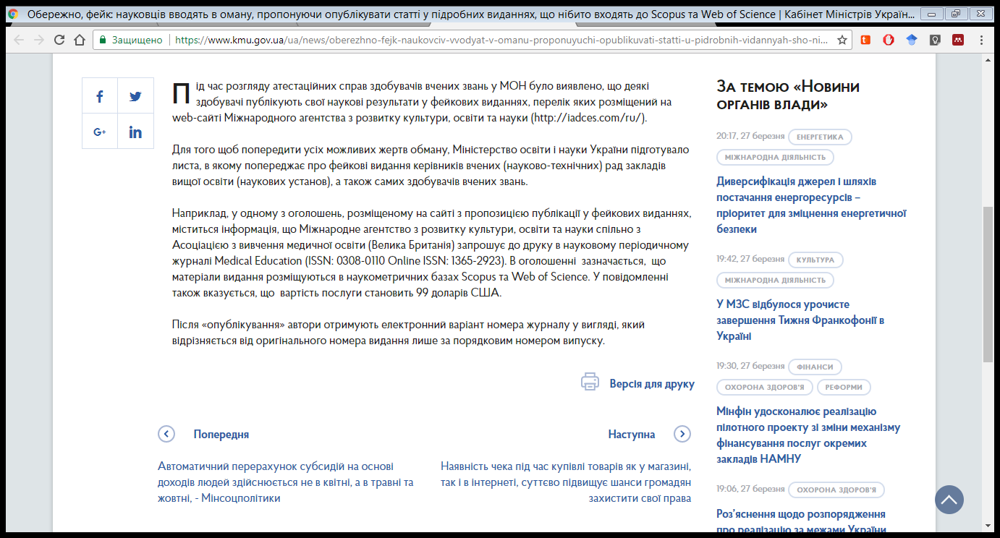 Обережно, фейк: науковців вводять в оману, пропонуючи опублікувати статті у підробних виданнях, що нібито входять до Scopus та Web of Science | Кабінет Міністрів Україн...
Защищено
https://www.kmu.gov.ua/ua/news/oberezhno-fejk-naukovciv-vvodyat-v-omanu-proponuyuchi-opublikuvati-statti-u-pidrobnih-vidannyah-sho-ni...
Під час розгляду атестаційних справ здобувачів вчених звань у МОН було виявлено, що деякі
здобувачі публікують свої наукові результати у фейкових виданнях, перелік яких розміщений на
web-сайті Міжнародного агентства з розвитку культури, освіти та науки (http://iadces.com/ru/).
Для того щоб попередити усіх можливих жертв обману, Міністерство освіти і науки України підготувало
листа, в якому попереджає про фейкові видання керівників вчених (науково-технічних) рад закладів
вищої освіти (наукових установ), а також самих здобувачів вчених звань.
Наприклад, у одному з оголошень, розміщеному на сайті з пропозицією публікації у фейкових виданнях,
міститься інформація, що Міжнародне агентство з розвитку культури, освіти та науки спільно з
Асоціацією з вивчення медичної освіти (Велика Британія) запрошує до друку в науковому періодичному
журналі Medical Education (ISSN: 0308-0110 Online ISSN: 1365-2923). В оголошенні зазначається, що
матеріали видання розміщуються в наукометричних базах Scopus та Web of Science. У повідомленні
також вказується, що вартість послуги становить 99 доларів США.
Після «опублікування» автори отримують електронний варіант номера журналу у вигляді, який
відрізняється від оригінального номера видання лише за порядковим номером випуску.
Версія для друку
Попередня
Наступна
Автоматичний перерахунок субсидій на основі
доходів людей здійснюється не в квітні, а в травні та
жовтні, - Мінсоцполітики
Наявність чека під час купівлі товарів як у магазині,
так і в інтернеті, суттєво підвищує шанси громадян
захистити свої права
За темою «Новини
органів влади»
20:17, 27 березня ЕНЕРГЕТИКА
МІЖНАРОДНА ДІЯЛЬНІСТЬ
Диверсифікація джерел і шляхів
постачання енергоресурсів –
пріоритет для зміцнення енергетичної
безпеки
19:42, 27 березня КУЛЬТУРА
МІЖНАРОДНА ДІЯЛЬНІСТЬ
У МЗС відбулося урочисте
завершення Тижня Франкофонії в
Україні
19:30, 27 березня ФІНАНСИ
ОХОРОНА ЗДОРОВ'Я РЕФОРМИ
Мінфін удосконалює реалізацію
пілотного проекту зі зміни механізму
фінансування послуг окремих
закладів НАМНУ
19:06, 27 березня ОХОРОНА ЗДОРОВ'Я
Роз'яснення щодо розпорядження
про реалізацію за межами України